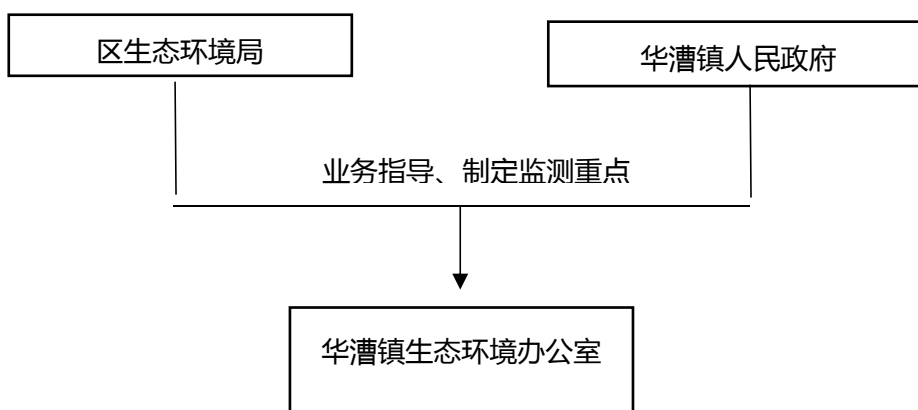 区生态环境局
华漕镇人民政府
业务指导、制定监测重点
华漕镇生态环境办公室